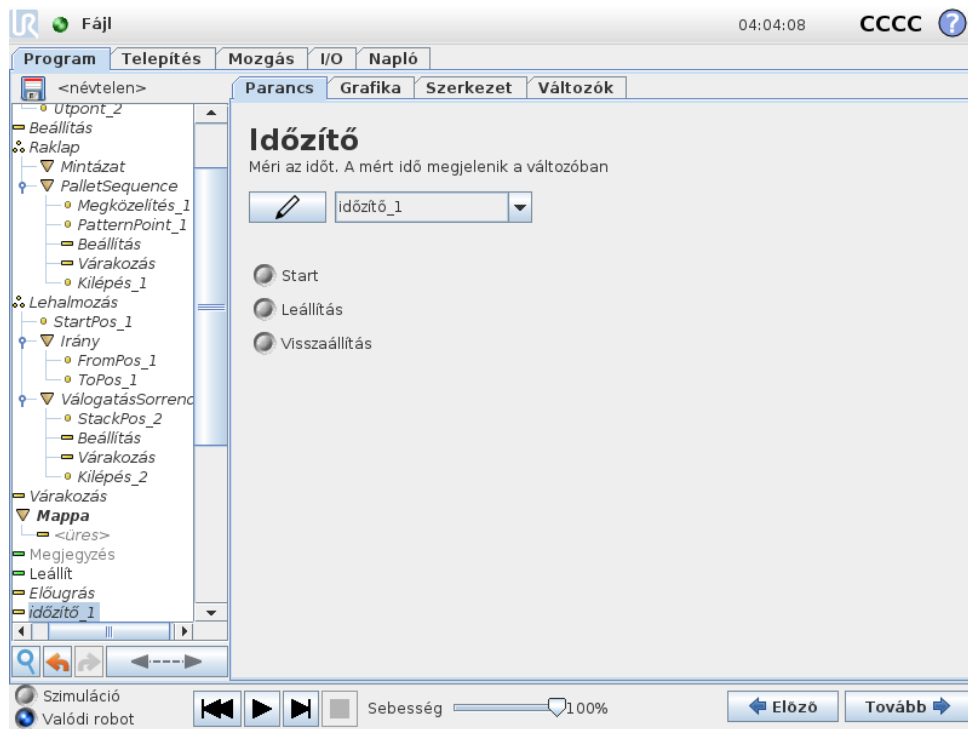 UR Fájl 04:04:08 CCCC ?
Program Telepítés Mozgás I/O Napló
<névtelen>
Parancs Grafika Szerkezet Változók
Útpont_2
Beállítás
Raklap
Mintázat
PalletSequence
Megközelítés_1
PatternPoint_1
Beállítás
Várakozás
Kilépés_1
Lehalmozás
StartPos_1
Irány
FromPos_1
ToPos_1
VálogatásSorrend
StackPos_2
Beállítás
Várakozás
Kilépés_2
Várakozás
Mappa
<üres>
Megjegyzés
Leállít
Előugrás
időzítő_1
Időzítő
Méri az időt. A mért idő megjelenik a változóban
időzítő_1
Start
Leállítás
Visszaállítás
Szimuláció
Valódi robot
Sebesség 100%
Előző Tovább